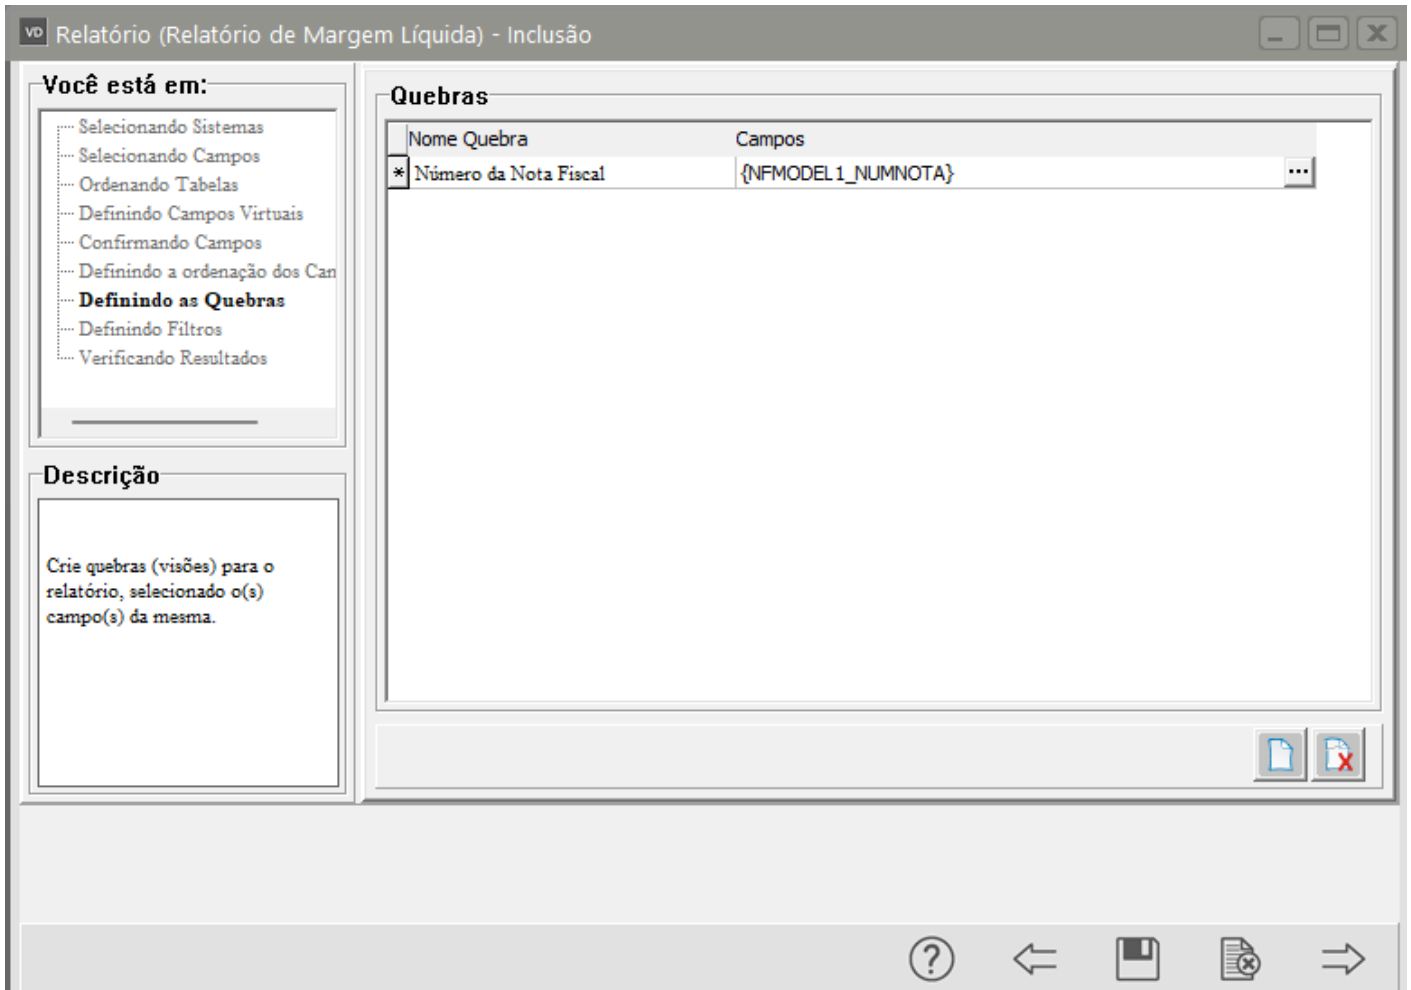 VD Relatório (Relatório de Margem Líquida) - Inclusão
Você está em:
Selecionando Sistemas
Selecionando Campos
Ordenando Tabelas
Definindo Campos Virtuais
Confirmando Campos
Definindo a ordenação dos Can
Definindo as Quebras
Definindo Filtros
Verificando Resultados
Descrição
Crie quebras (visões) para o
relatório, selecionado o(s)
campo(s) da mesma.
Quebras
Nome Quebra Campos
* Número da Nota Fiscal {NFMODEL1_NUMNOTA} ...